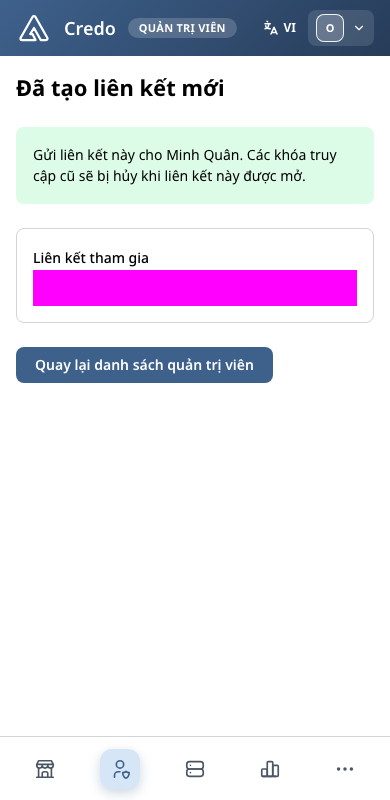 Credo
QUẢN TRỊ VIÊN
VI
O
Đã tạo liên kết mới
Gửi liên kết này cho Minh Quân. Các khóa truy
cập cũ sẽ bị hủy khi liên kết này được mở.
Liên kết tham gia
Quay lại danh sách quản trị viên